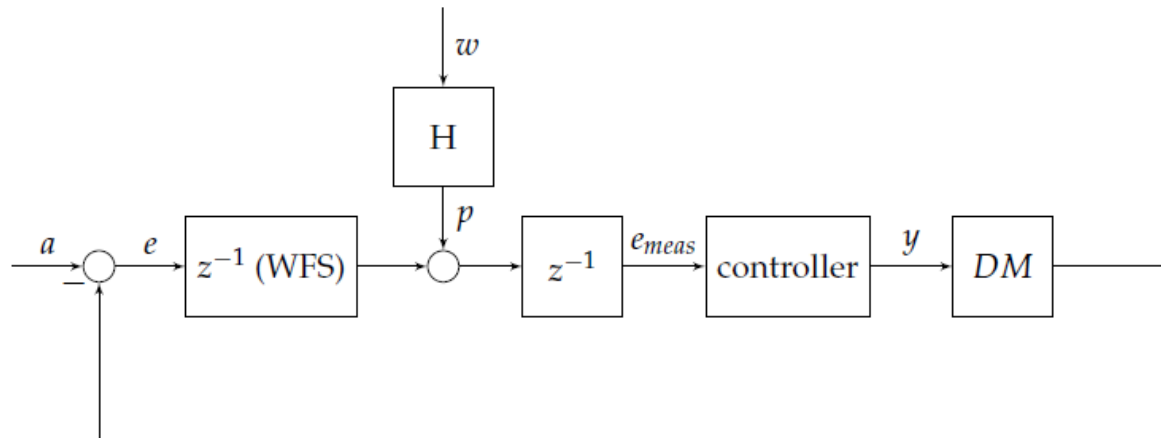 w
H
p
a
e
z⁻¹ (WFS)
z⁻¹
e_meas
controller
y
DM
−